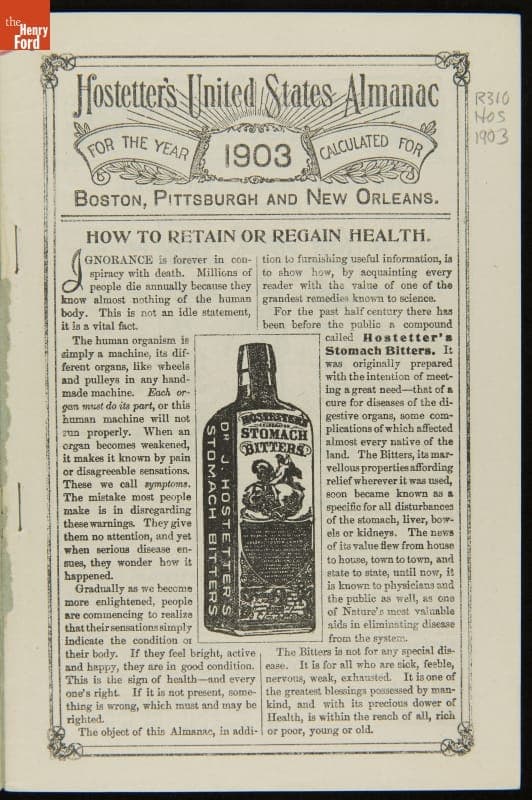 the
Henry
Ford
Hostetter's United States Almanac
FOR THE YEAR 1903 CALCULATED FOR
BOSTON, PITTSBURGH AND NEW ORLEANS.
R310
HOS
1903
HOW TO RETAIN OR REGAIN HEALTH.
IGNORANCE is forever in con-
spiracy with death. Millions of
people die annually because they
know almost nothing of the human
body. This is not an idle statement,
it is a vital fact.
The human organism is
simply a machine, its dif-
ferent organs, like wheels
and pulleys in any hand-
made machine. Each or-
gan must do its part, or this
human machine will not
run properly. When an
organ becomes weakened,
it makes it known by pain
or disagreeable sensations.
These we call symptoms.
The mistake most people
make is in disregarding
these warnings. They give
them no attention, and yet
when serious disease en-
sues, they wonder how it
happened.
Gradually as we become
more enlightened, people
are commencing to realize
that their sensations simply
indicate the condition or
their body. If they feel bright, active
and happy, they are in good condition.
This is the sign of health—and every
one's right. If it is not present, some-
thing is wrong, which must and may be
righted.
The object of this Almanac, in addi-
HOSTETTER'S
STOMACH
BITTERS
DR J. HOSTETTER'S
STOMACH BITTERS
tion to furnishing useful information, is
to show how, by acquainting every
reader with the value of one of the
grandest remedies known to science.
For the past half century there has
been before the public a compound
called Hostetter's
Stomach Bitters. It
was originally prepared
with the intention of meet-
ing a great need—that of a
cure for diseases of the di-
gestive organs, some com-
plications of which affected
almost every native of the
land. The Bitters, its mar-
vellous properties affording
relief wherever it was used,
soon became known as a
specific for all disturbances
of the stomach, liver, bow-
els or kidneys. The news
of its value flew from house
to house, town to town, and
state to state, until now, it
is known to physicians and
the public as well, as one
of Nature's most valuable
aids in eliminating disease
from the system.
The Bitters is not for any special dis-
ease. It is for all who are sick, feeble,
nervous, weak, exhausted. It is one of
the greatest blessings possessed by man-
kind, and with its precious dower of
Health, is within the reach of all, rich
or poor, young or old.